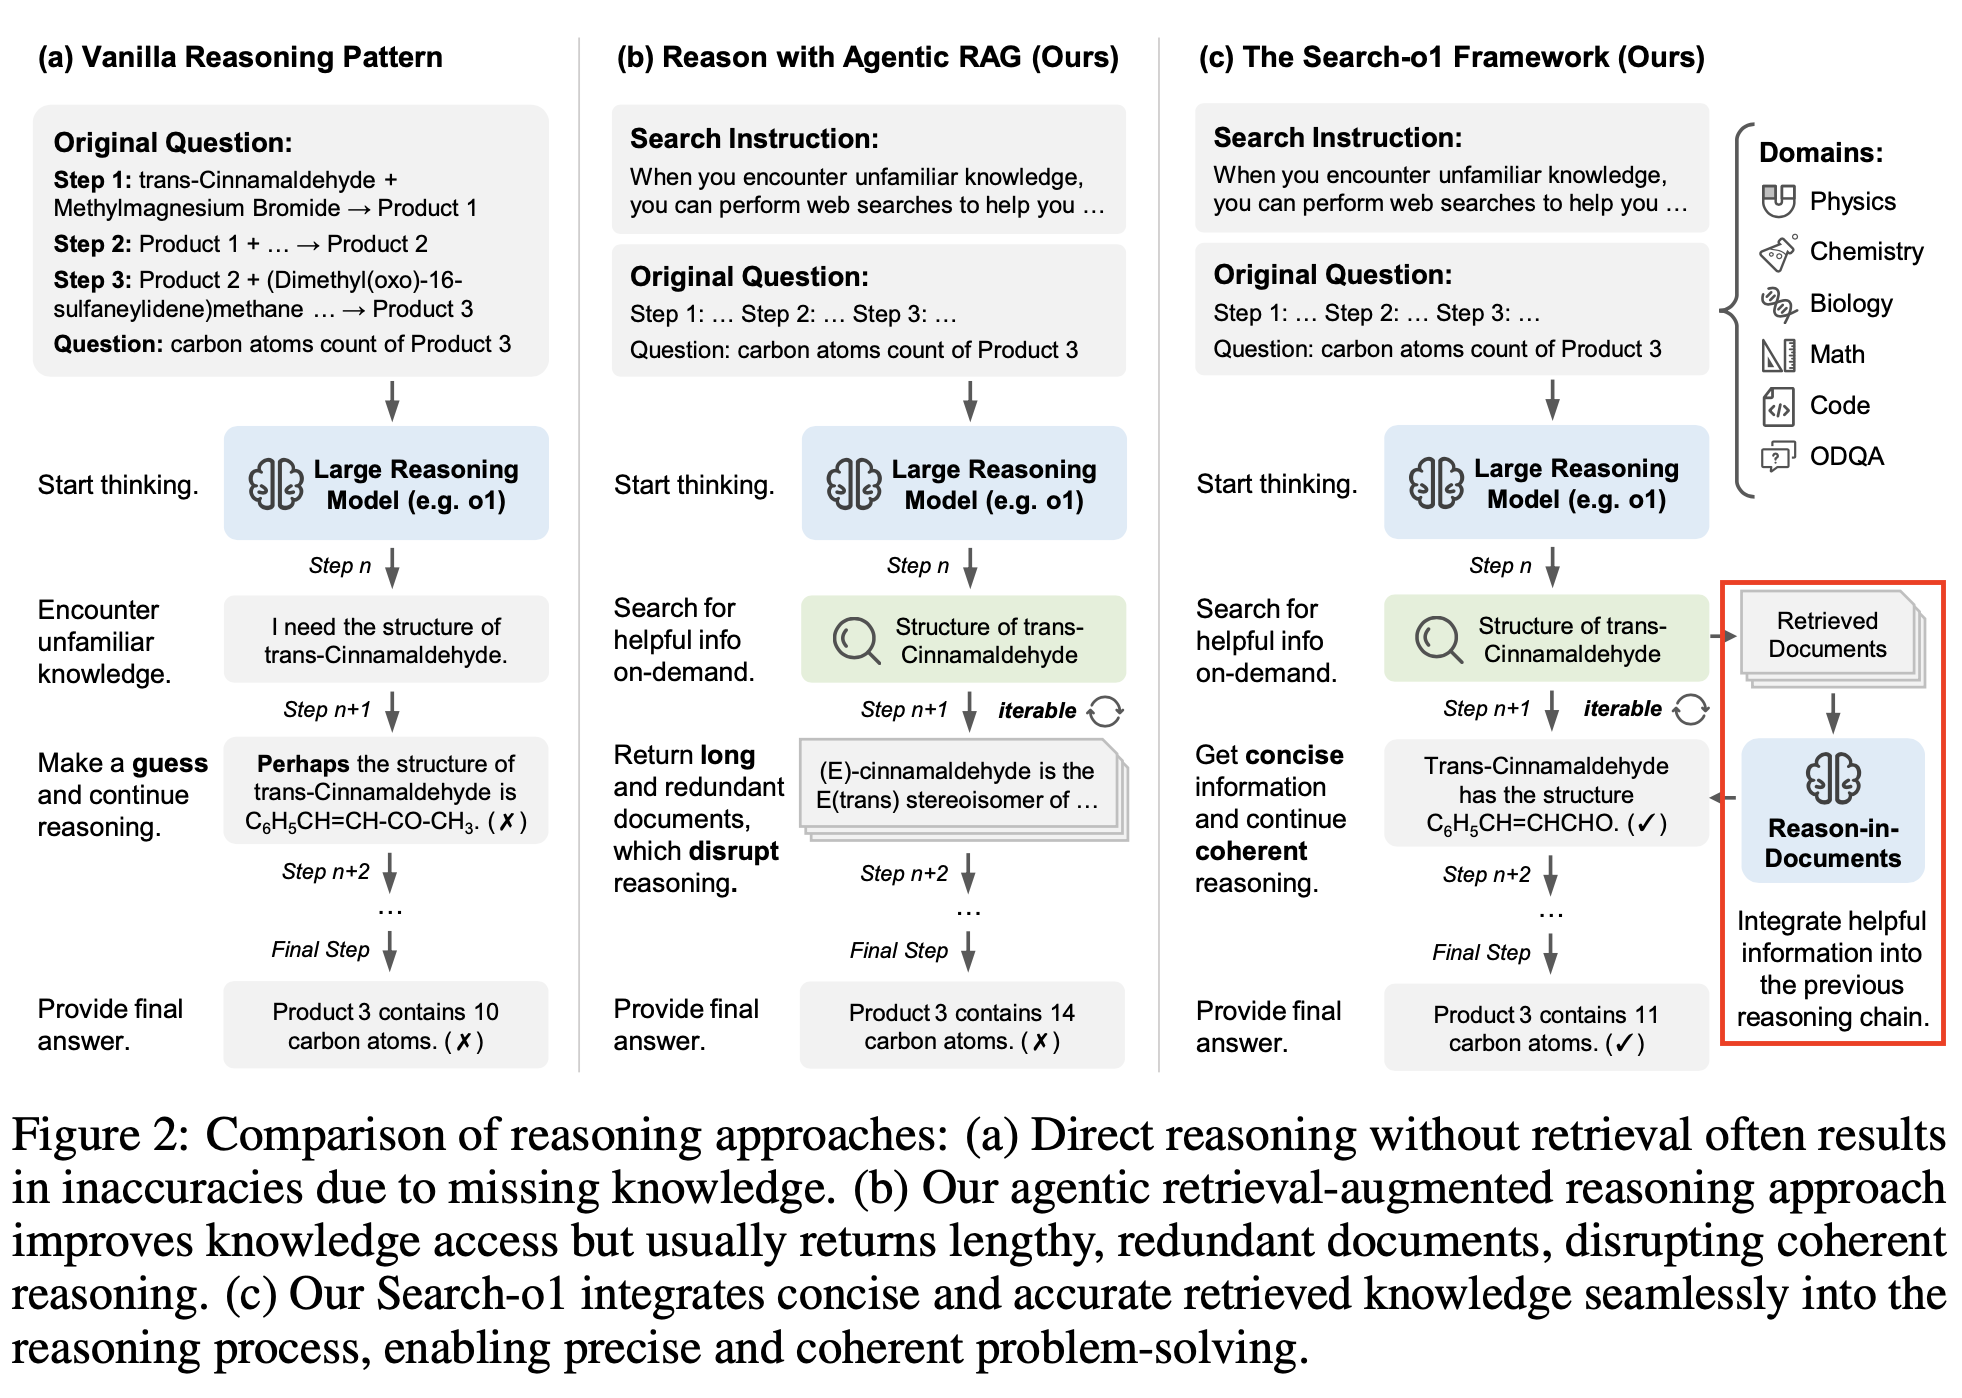 (a) Vanilla Reasoning Pattern
Original Question:
Step 1: trans-Cinnamaldehyde +
Methylmagnesium Bromide → Product 1
Step 2: Product 1 + … → Product 2
Step 3: Product 2 + (Dimethyl(oxo)-16-
sulfaneylidene)methane … → Product 3
Question: carbon atoms count of Product 3
Start thinking.
Large Reasoning
Model (e.g. o1)
Step n
Encounter
unfamiliar
knowledge.
I need the structure of
trans-Cinnamaldehyde.
Step n+1
Make a guess
and continue
reasoning.
Perhaps the structure of
trans-Cinnamaldehyde is
C₆H₅CH=CH-CO-CH₃. (✗)
Step n+2
…
Final Step
Provide final
answer.
Product 3 contains 10
carbon atoms. (✗)
(b) Reason with Agentic RAG (Ours)
Search Instruction:
When you encounter unfamiliar knowledge,
you can perform web searches to help you …
Original Question:
Step 1: … Step 2: … Step 3: …
Question: carbon atoms count of Product 3
Start thinking.
Large Reasoning
Model (e.g. o1)
Step n
Search for
helpful info
on-demand.
Structure of trans-
Cinnamaldehyde
Step n+1
iterable
Return long
and redundant
documents,
which disrupt
reasoning.
(E)-cinnamaldehyde is the
E(trans) stereoisomer of …
Step n+2
…
Final Step
Provide final
answer.
Product 3 contains 14
carbon atoms. (✗)
(c) The Search-o1 Framework (Ours)
Search Instruction:
When you encounter unfamiliar knowledge,
you can perform web searches to help you …
Original Question:
Step 1: … Step 2: … Step 3: …
Question: carbon atoms count of Product 3
Domains:
Physics
Chemistry
Biology
Math
Code
ODQA
Start thinking.
Large Reasoning
Model (e.g. o1)
Step n
Search for
helpful info
on-demand.
Structure of trans-
Cinnamaldehyde
Retrieved
Documents
Step n+1
iterable
Get concise
information
and continue
coherent
reasoning.
Trans-Cinnamaldehyde
has the structure
C₆H₅CH=CHCHO. (✓)
Reason-in-
Documents
Integrate helpful
information into
the previous
reasoning chain.
Step n+2
…
Final Step
Provide final
answer.
Product 3 contains 11
carbon atoms. (✓)
Figure 2: Comparison of reasoning approaches: (a) Direct reasoning without retrieval often results
in inaccuracies due to missing knowledge. (b) Our agentic retrieval-augmented reasoning approach
improves knowledge access but usually returns lengthy, redundant documents, disrupting coherent
reasoning. (c) Our Search-o1 integrates concise and accurate retrieved knowledge seamlessly into the
reasoning process, enabling precise and coherent problem-solving.